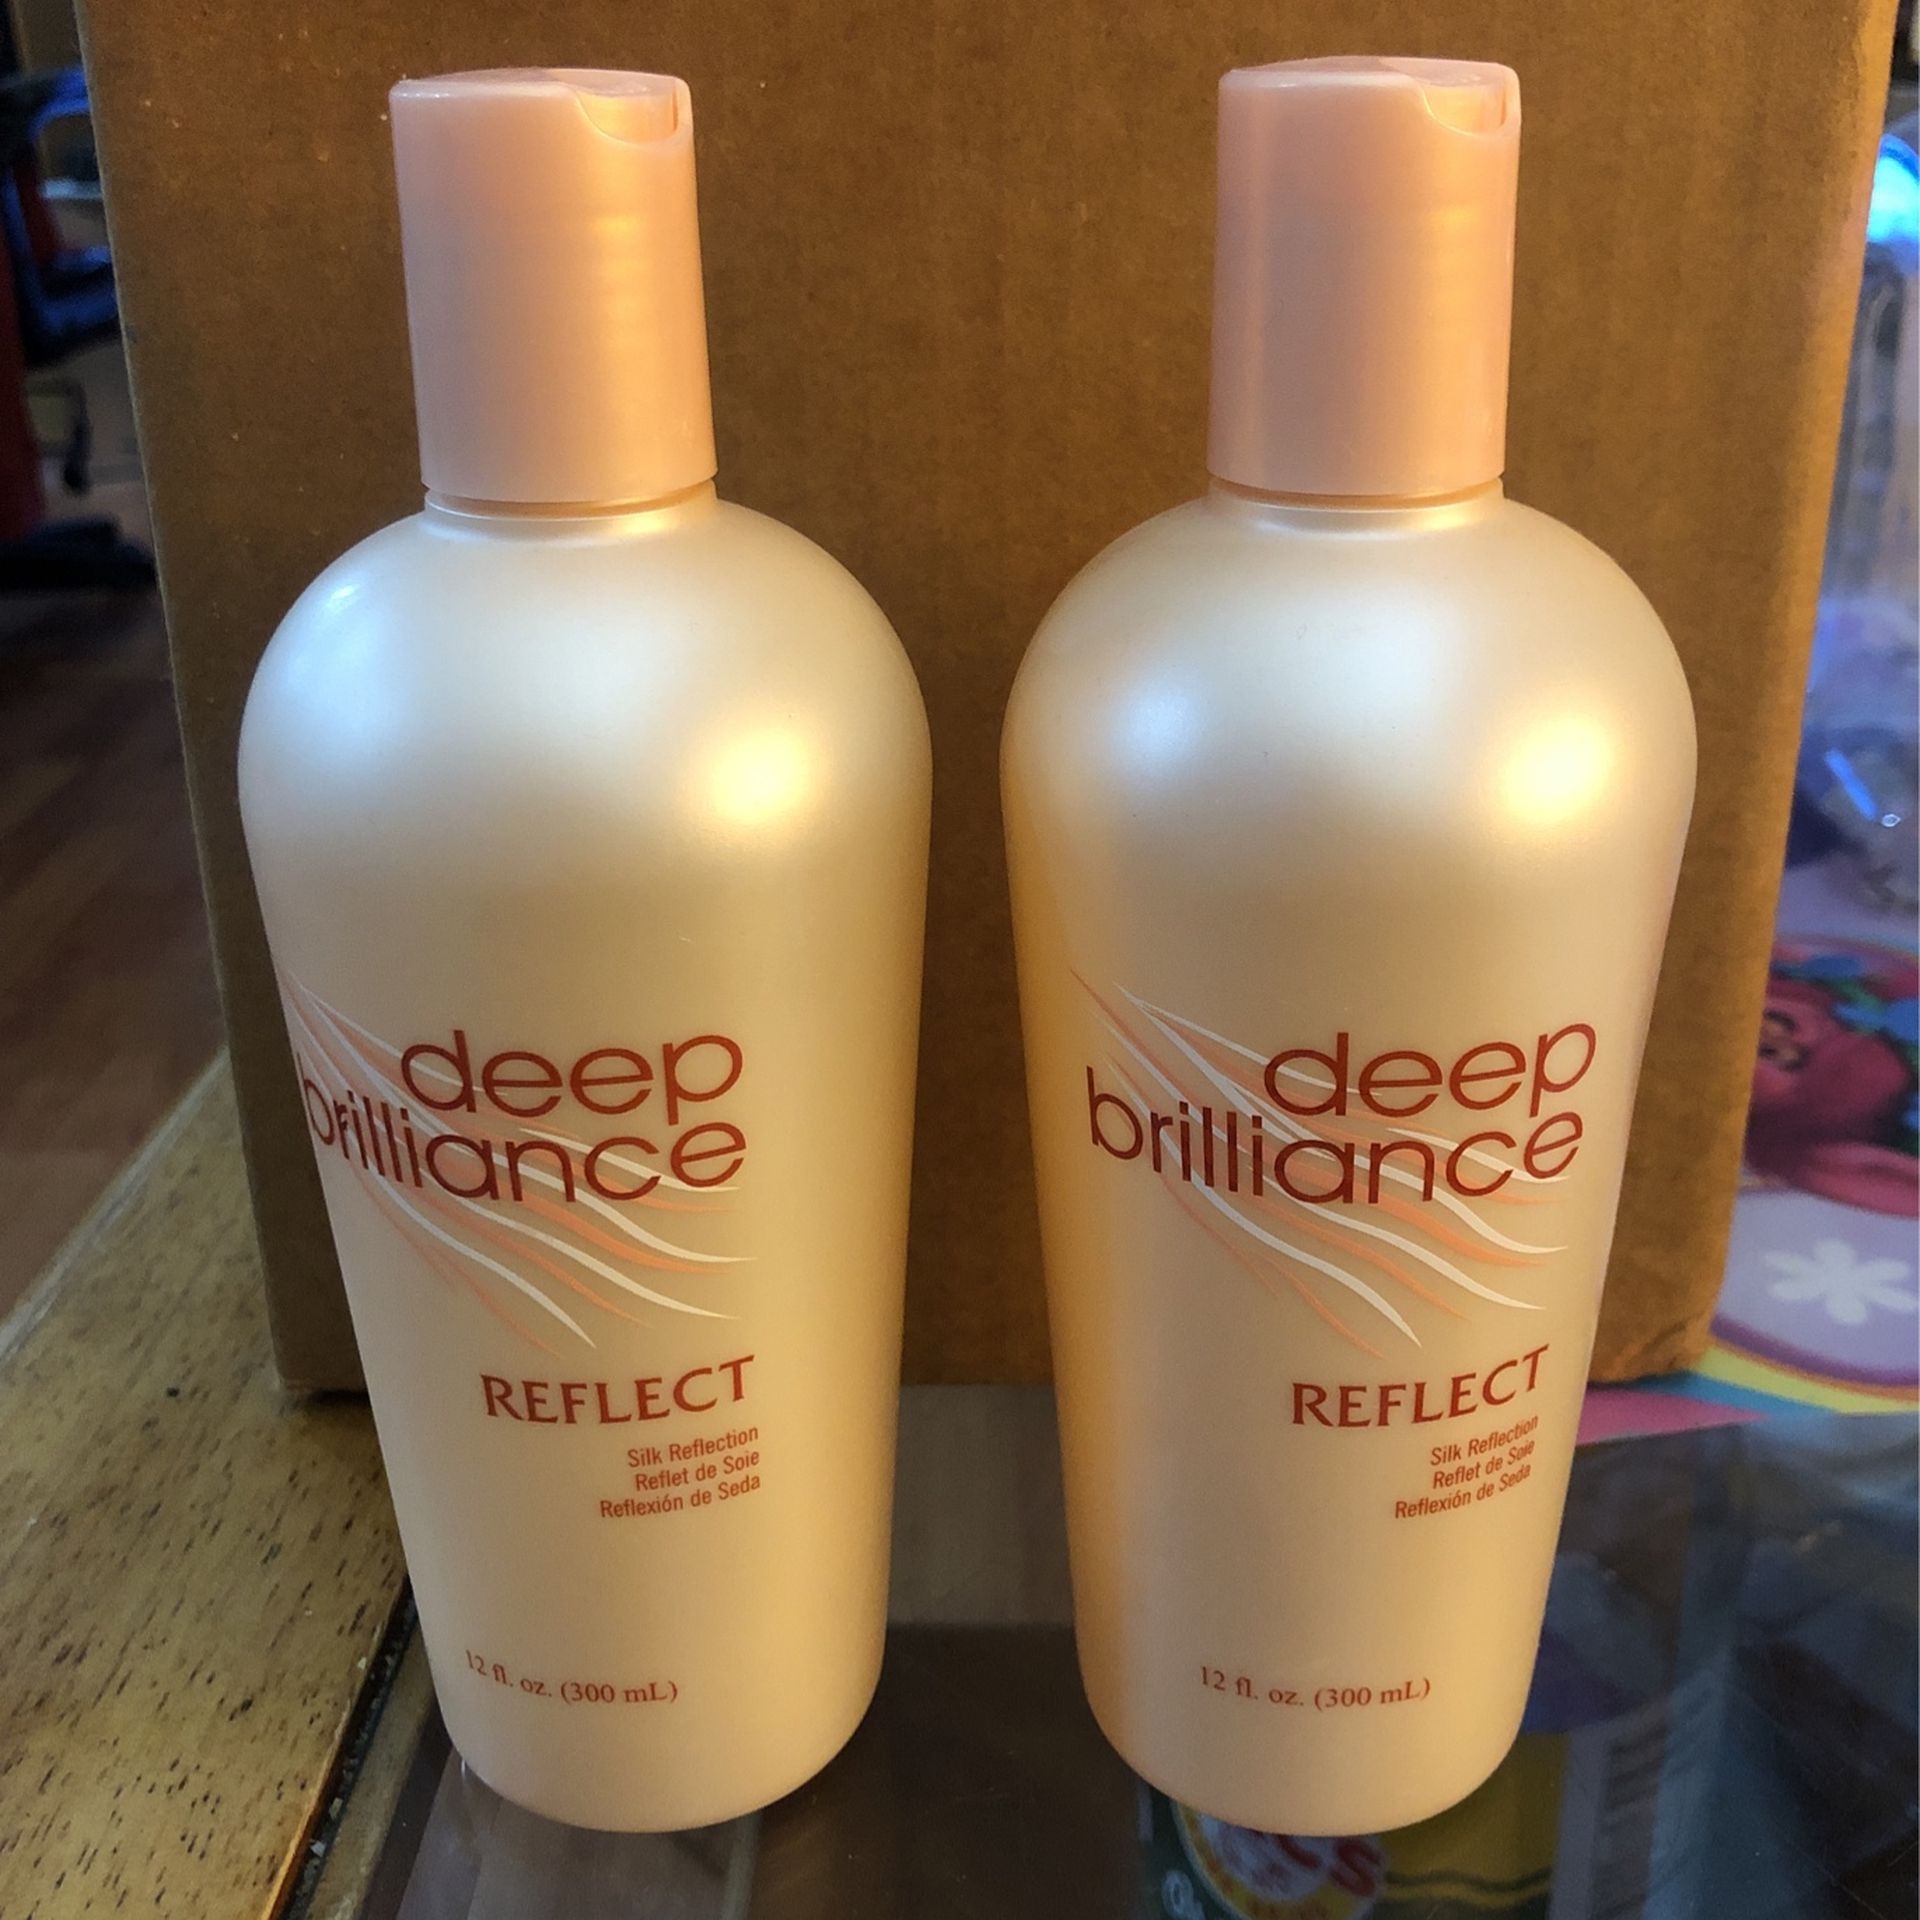 deep
brilliance
REFLECT
Silk Reflection
Reflet de Soie
Reflexión de Seda
12 fl. oz. (300 mL)
deep
brilliance
REFLECT
Silk Reflection
Reflet de Soie
Reflexión de Seda
12 fl. oz. (300 mL)